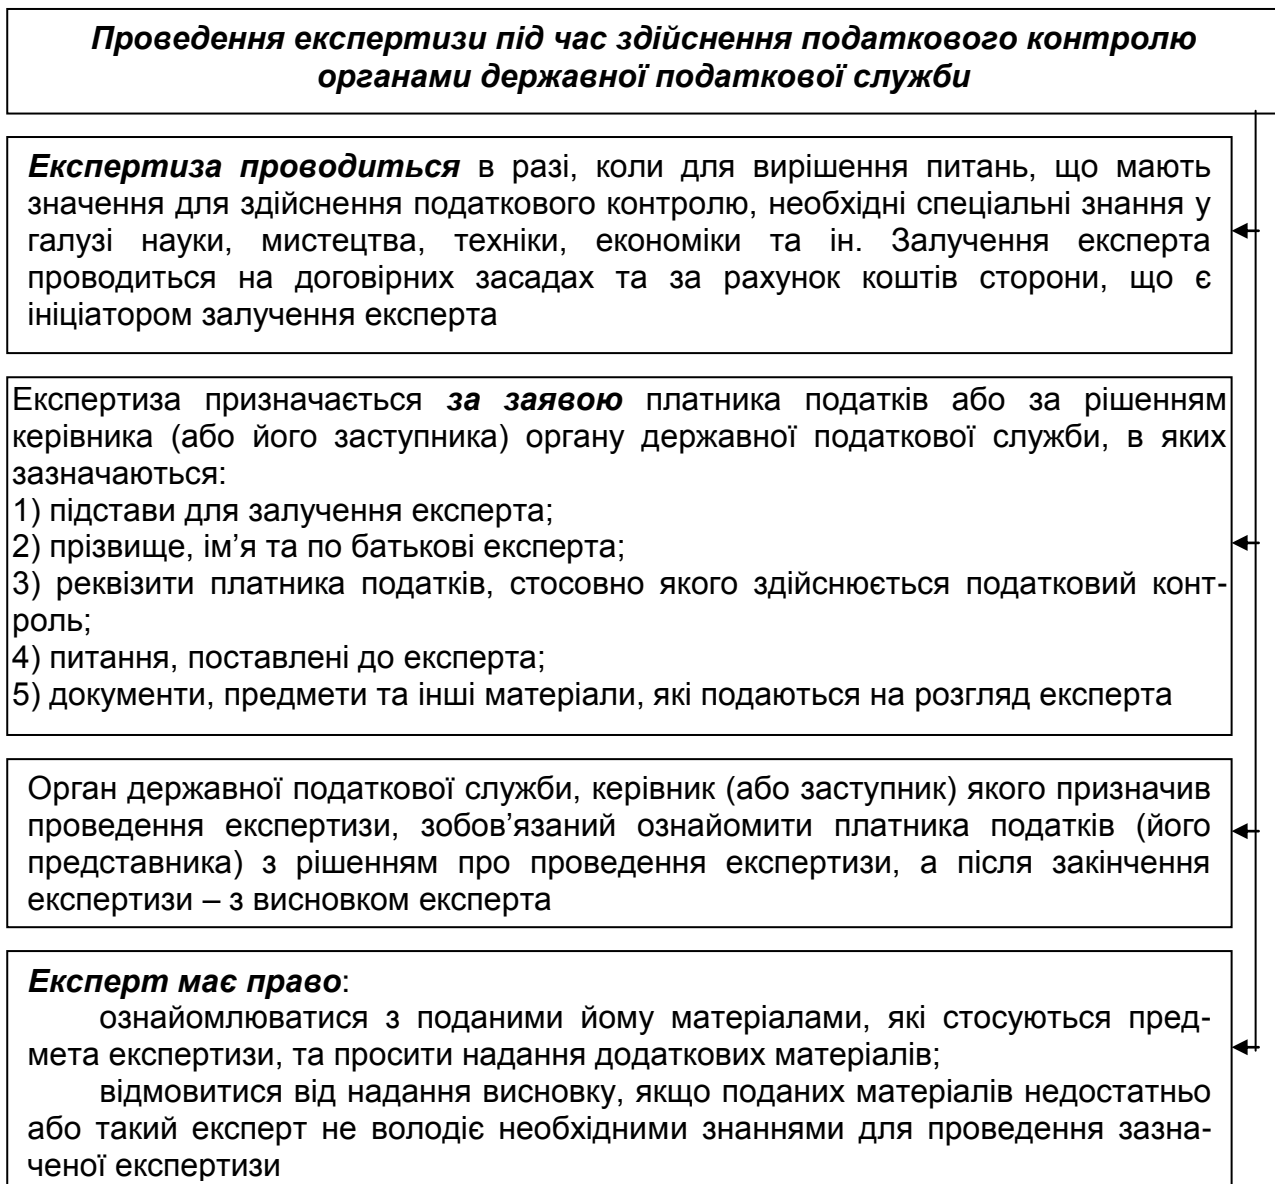 Проведення експертизи під час здійснення податкового контролю
органами державної податкової служби
Експертиза проводиться в разі, коли для вирішення питань, що мають
значення для здійснення податкового контролю, необхідні спеціальні знання у
галузі науки, мистецтва, техніки, економіки та ін. Залучення експерта
проводиться на договірних засадах та за рахунок коштів сторони, що є
ініціатором залучення експерта
Експертиза призначається за заявою платника податків або за рішенням
керівника (або його заступника) органу державної податкової служби, в яких
зазначаються:
1) підстави для залучення експерта;
2) прізвище, ім’я та по батькові експерта;
3) реквізити платника податків, стосовно якого здійснюється податковий конт-
роль;
4) питання, поставлені до експерта;
5) документи, предмети та інші матеріали, які подаються на розгляд експерта
Орган державної податкової служби, керівник (або заступник) якого призначив
проведення експертизи, зобов’язаний ознайомити платника податків (його
представника) з рішенням про проведення експертизи, а після закінчення
експертизи – з висновком експерта
Експерт має право:
ознайомлюватися з поданими йому матеріалами, які стосуються пред-
мета експертизи, та просити надання додаткових матеріалів;
відмовитися від надання висновку, якщо поданих матеріалів недостатньо
або такий експерт не володіє необхідними знаннями для проведення зазна-
ченої експертизи